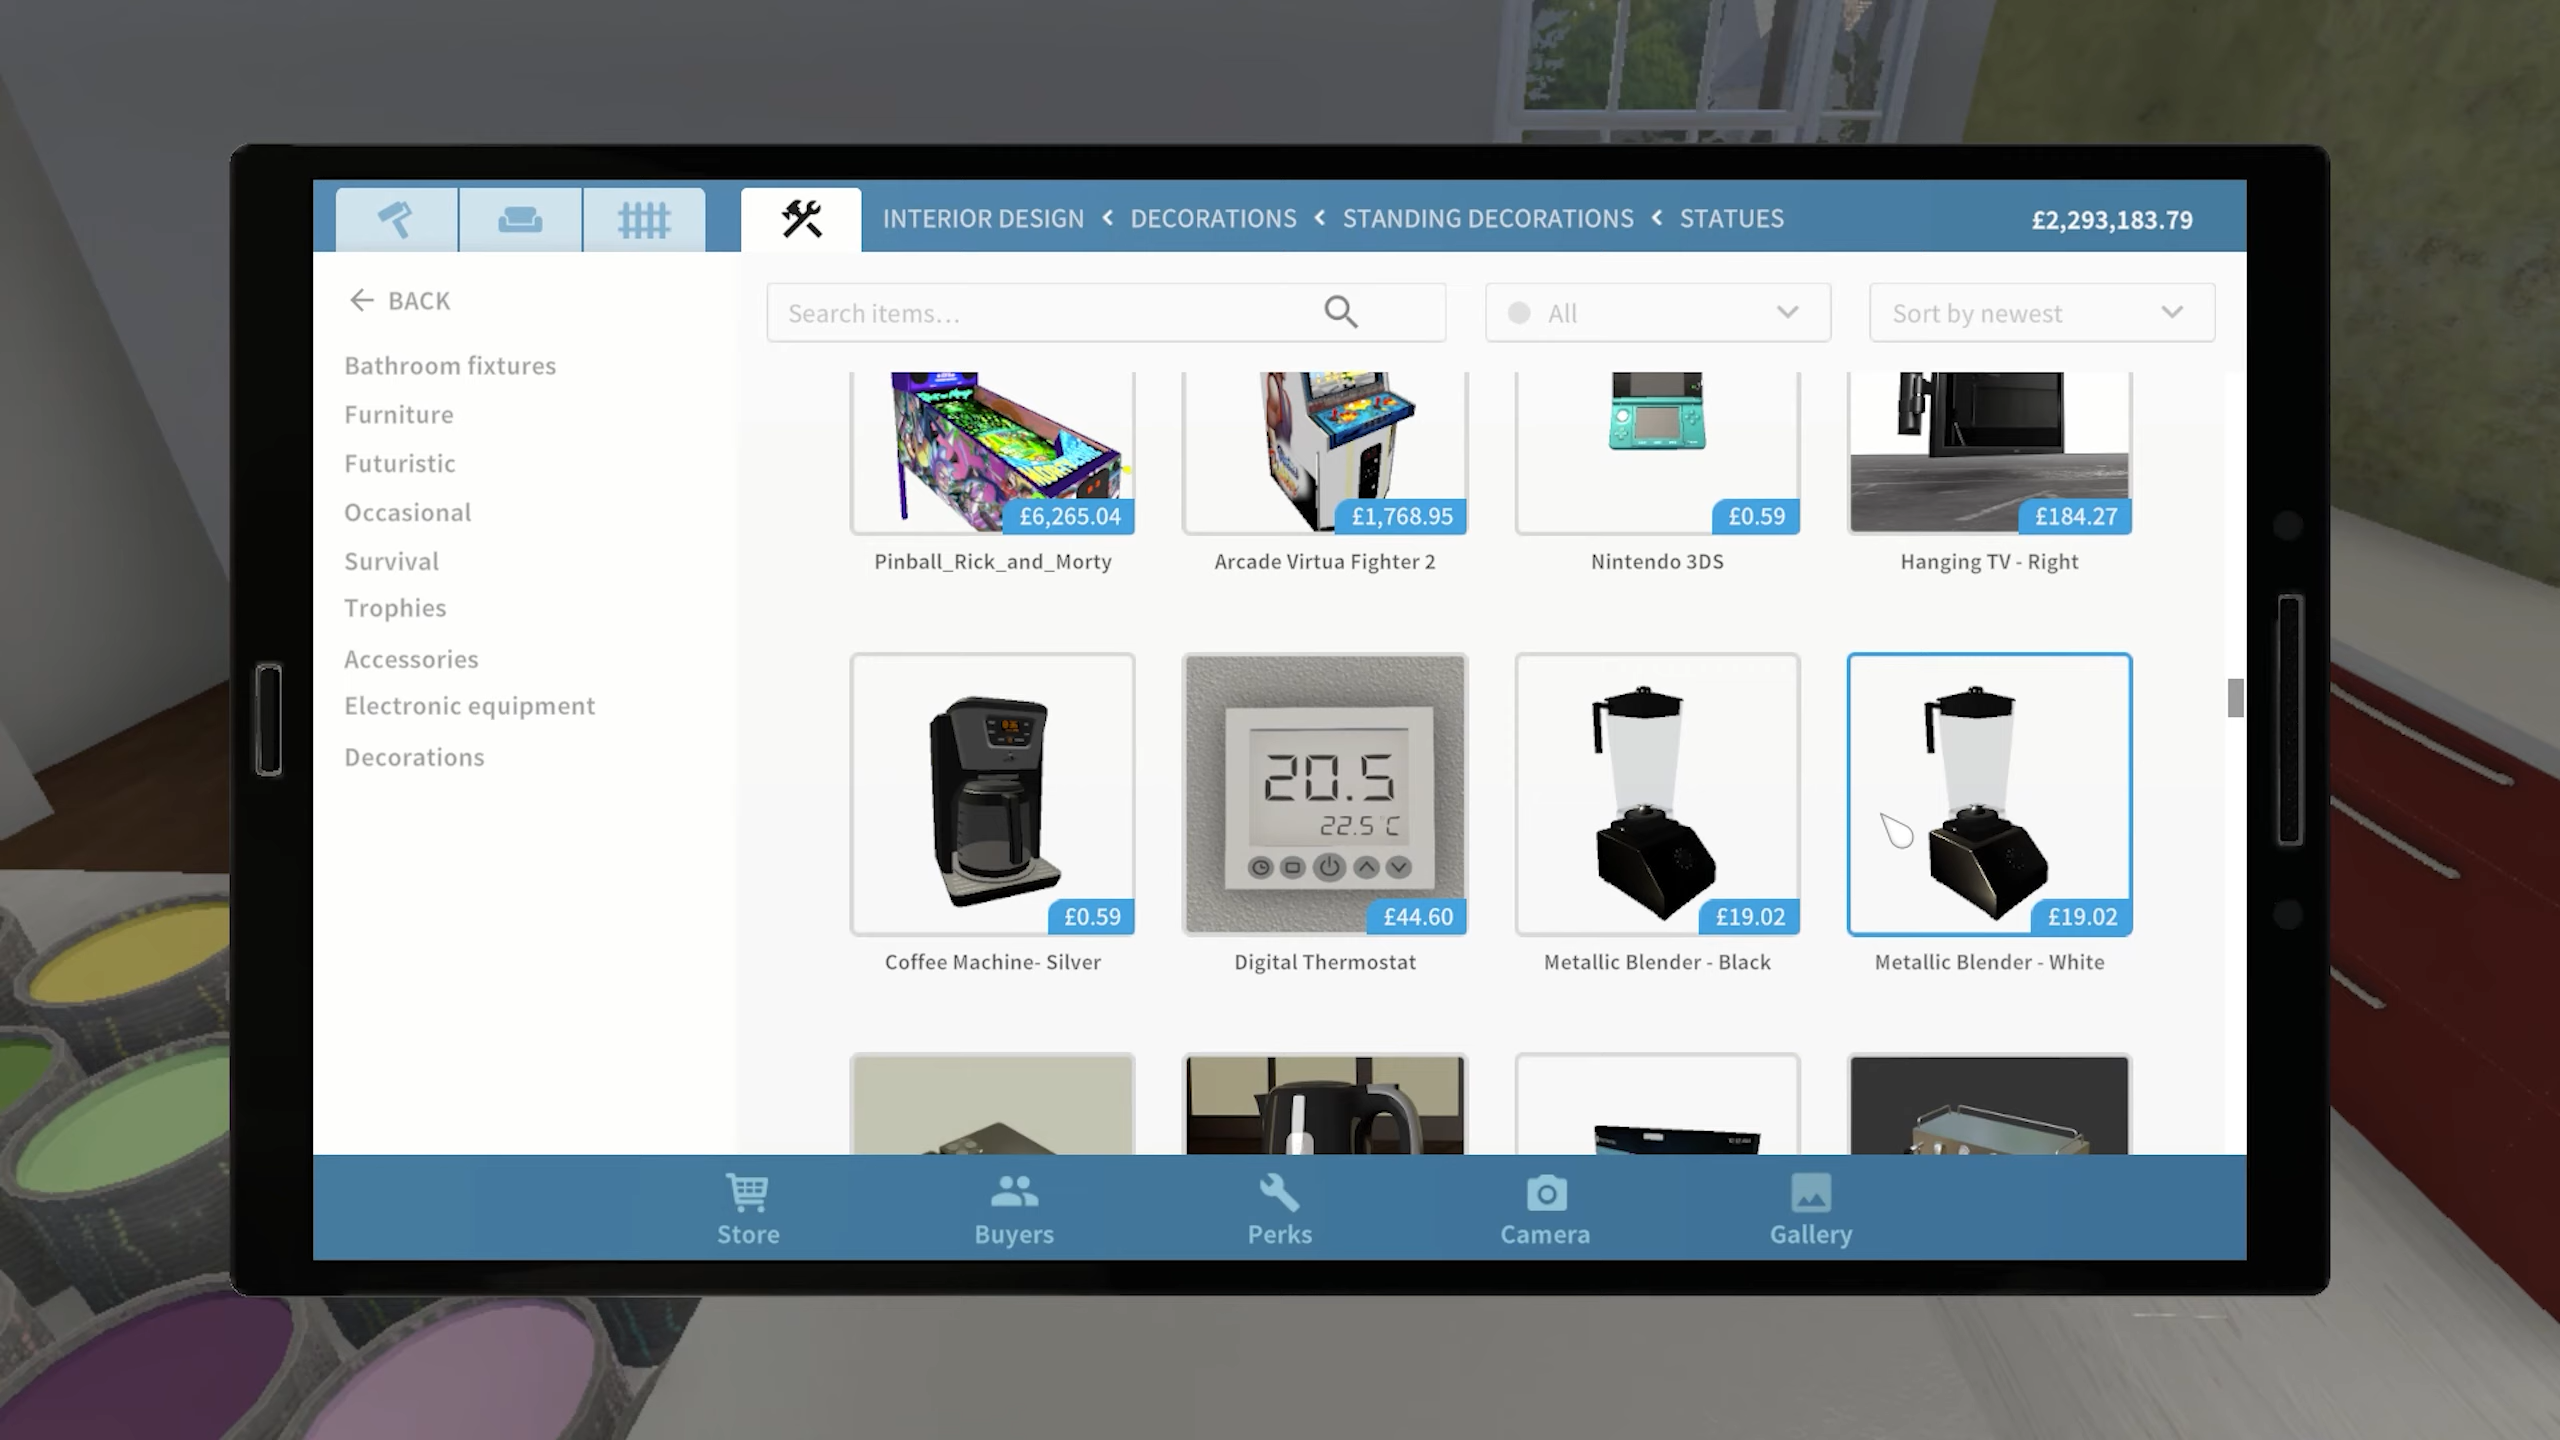 INTERIOR DESIGN < DECORATIONS < STANDING DECORATIONS < STATUES
£2,293,183.79
BACK
Search items...
All
Sort by newest
Bathroom fixtures
Furniture
Futuristic
Occasional
Survival
Trophies
Accessories
Electronic equipment
Decorations
£6,265.04
£1,768.95
£0.59
£184.27
Pinball_Rick_and_Morty
Arcade Virtua Fighter 2
Nintendo 3DS
Hanging TV - Right
20.5
22.5°C
£0.59
£44.60
£19.02
£19.02
Coffee Machine- Silver
Digital Thermostat
Metallic Blender - Black
Metallic Blender - White
Store
Buyers
Perks
Camera
Gallery